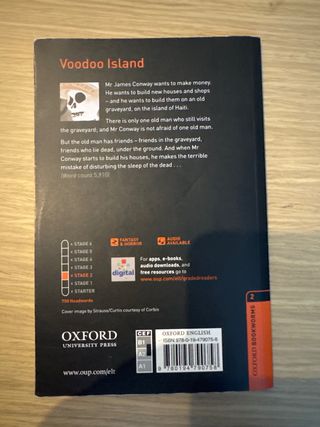 Voodoo Island
Mr James Conway wants to make money.
He wants to build new houses and shops
– and he wants to build them on an old
graveyard, on the island of Haiti.
There is only one old man who still visits
the graveyard; and Mr Conway is not afraid of one old man.
But the old man has friends – friends in the graveyard,
friends who lie dead, under the ground. And when Mr
Conway starts to build his houses, he makes the terrible
mistake of disturbing the sleep of the dead . . .
(Word count 5,910)
STAGE 6
STAGE 5
STAGE 4
STAGE 3
STAGE 2
STAGE 1
STARTER
700 Headwords
FANTASY
& HORROR
AUDIO
AVAILABLE
digital
For apps, e-books,
audio downloads, and
free resources go to
www.oup.com/elt/gradedreaders
Cover image by Strauss/Curtis courtesy of Corbis
OXFORD
UNIVERSITY PRESS
www.oup.com/elt
CEF
B1
A2
A1
OXFORD ENGLISH
ISBN 978-0-19-479075-8
9 780194 790758
2
OXFORD BOOKWORMS